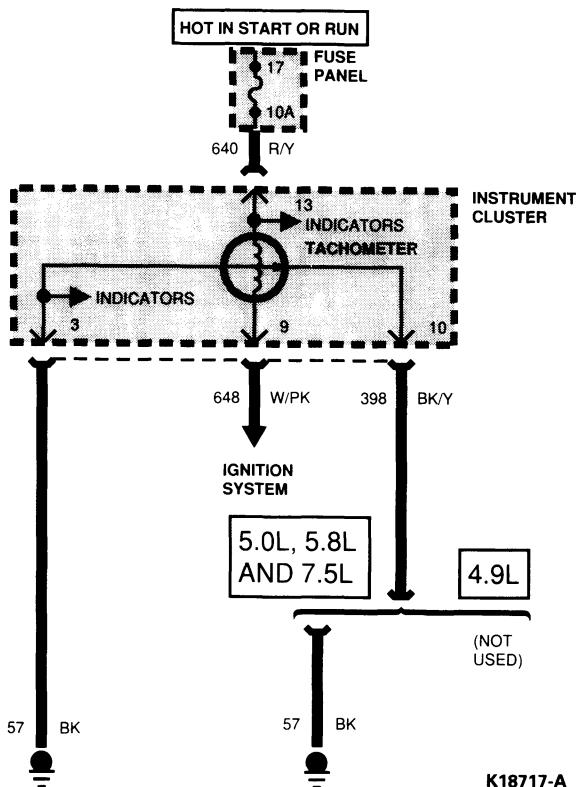 HOT IN START OR RUN
FUSE
PANEL
17
10A
640 R/Y
INSTRUMENT
CLUSTER
13
INDICATORS
TACHOMETER
INDICATORS
3
9
10
648 W/PK
398 BK/Y
IGNITION
SYSTEM
5.0L, 5.8L
AND 7.5L
4.9L
(NOT
USED)
57 BK
57 BK
K18717-A